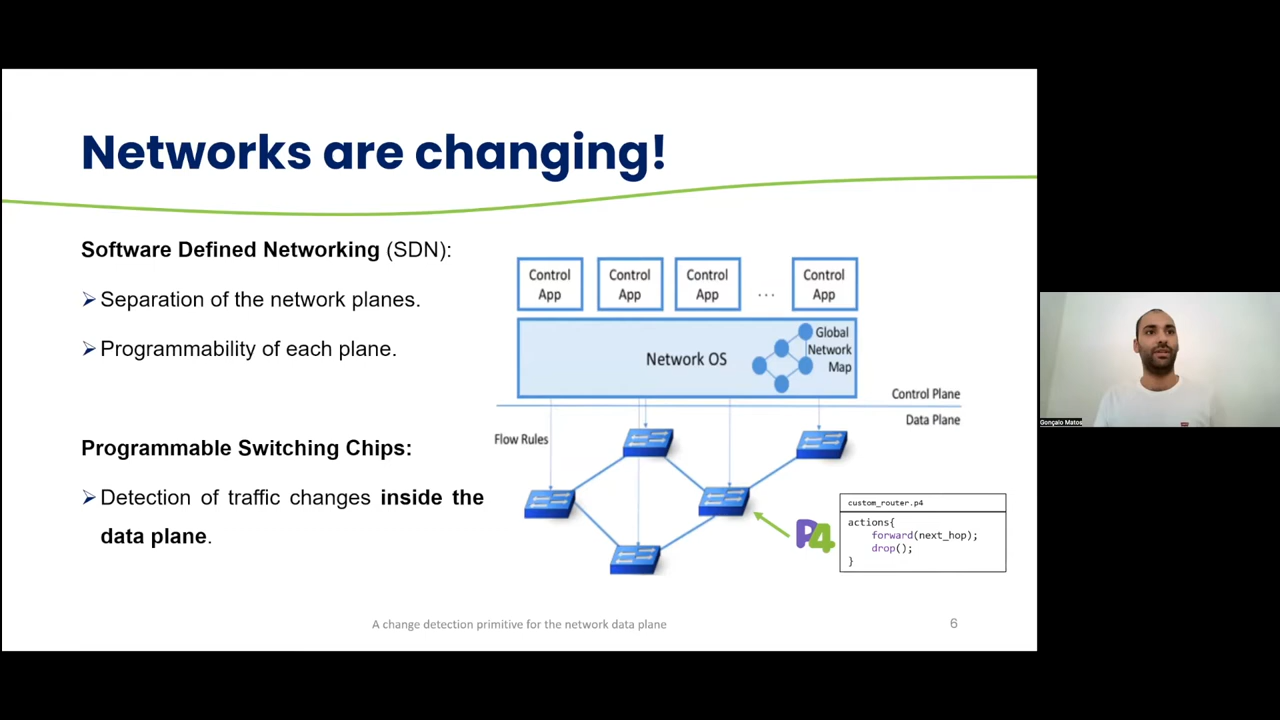 Networks are changing!
Software Defined Networking (SDN):
➢ Separation of the network planes.
➢ Programmability of each plane.
Programmable Switching Chips:
➢ Detection of traffic changes inside the
data plane.
Control
App
Control
App
Control
App
...
Control
App
Network OS
Global
Network
Map
Control Plane
Data Plane
Flow Rules
P4
custom_router.p4
actions{
forward(next_hop);
drop();
}
A change detection primitive for the network data plane
6
Gonçalo Matos